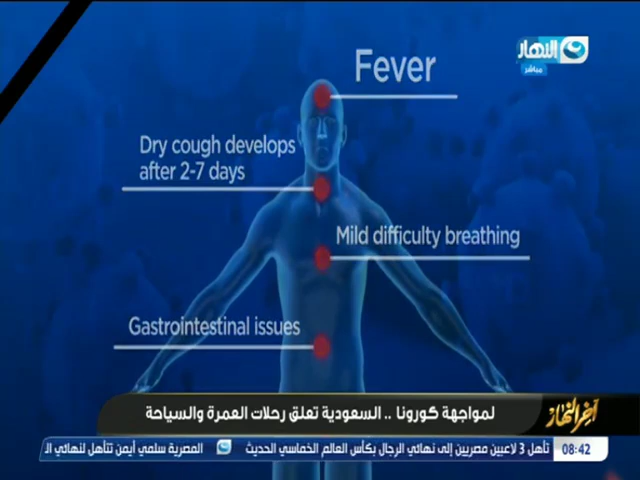 النهار
مباشر
Fever
Dry cough develops
after 2-7 days
Mild difficulty breathing
Gastrointestinal issues
آخر النهار
لمواجهة كورونا .. السعودية تعلق رحلات العمرة والسياحة
08:42
تأهل 3 لاعبين مصريين إلى نهائي الرجال بكأس العالم الخماسي الحديث
المصرية سلمى أيمن تتأهل لنهائي ال